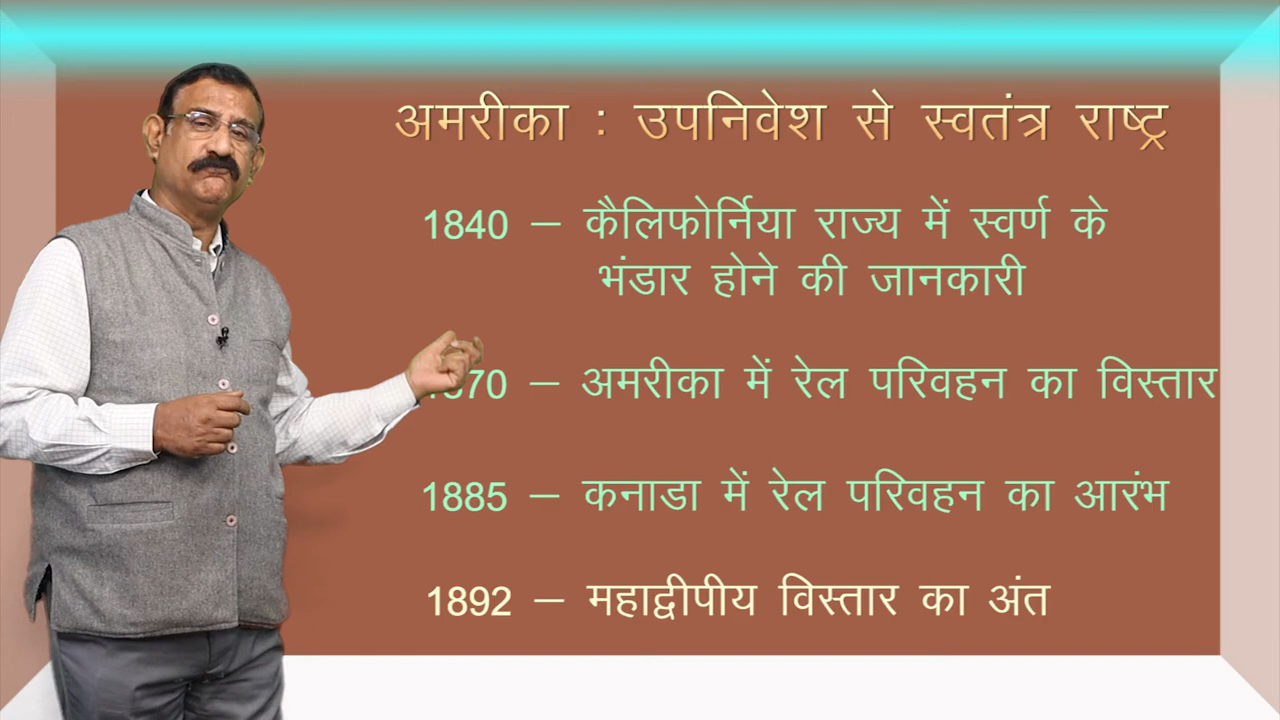 अमरीका : उपनिवेश से स्वतंत्र राष्ट्र
1840 – कैलिफोर्निया राज्य में स्वर्ण के
भंडार होने की जानकारी
– अमरीका में रेल परिवहन का विस्तार
1885 – कनाडा में रेल परिवहन का आरंभ
1892 – महाद्वीपीय विस्तार का अंत